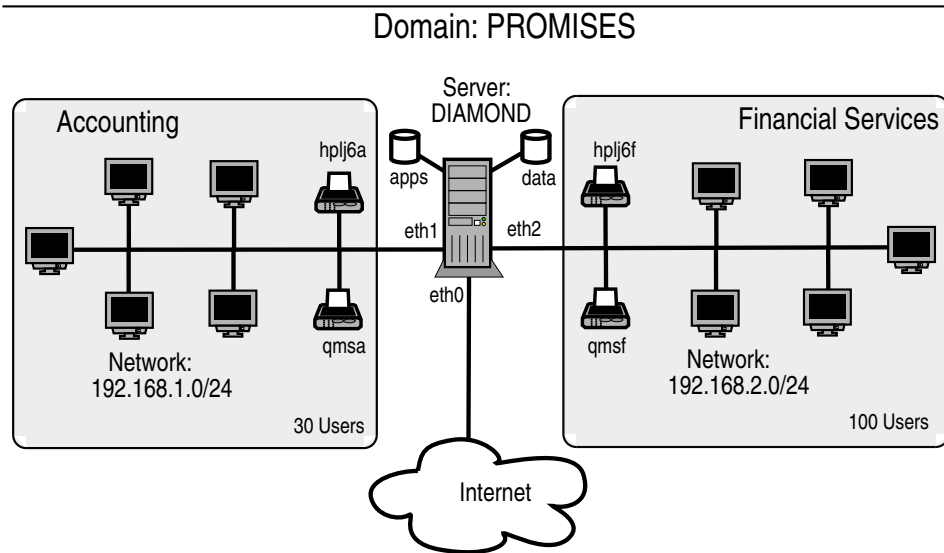 Domain: PROMISES
Server:
DIAMOND
Accounting
Financial Services
hplj6a
apps
data
hplj6f
eth1
eth2
eth0
qmsa
qmsf
Network:
192.168.1.0/24
Network:
192.168.2.0/24
30 Users
100 Users
Internet